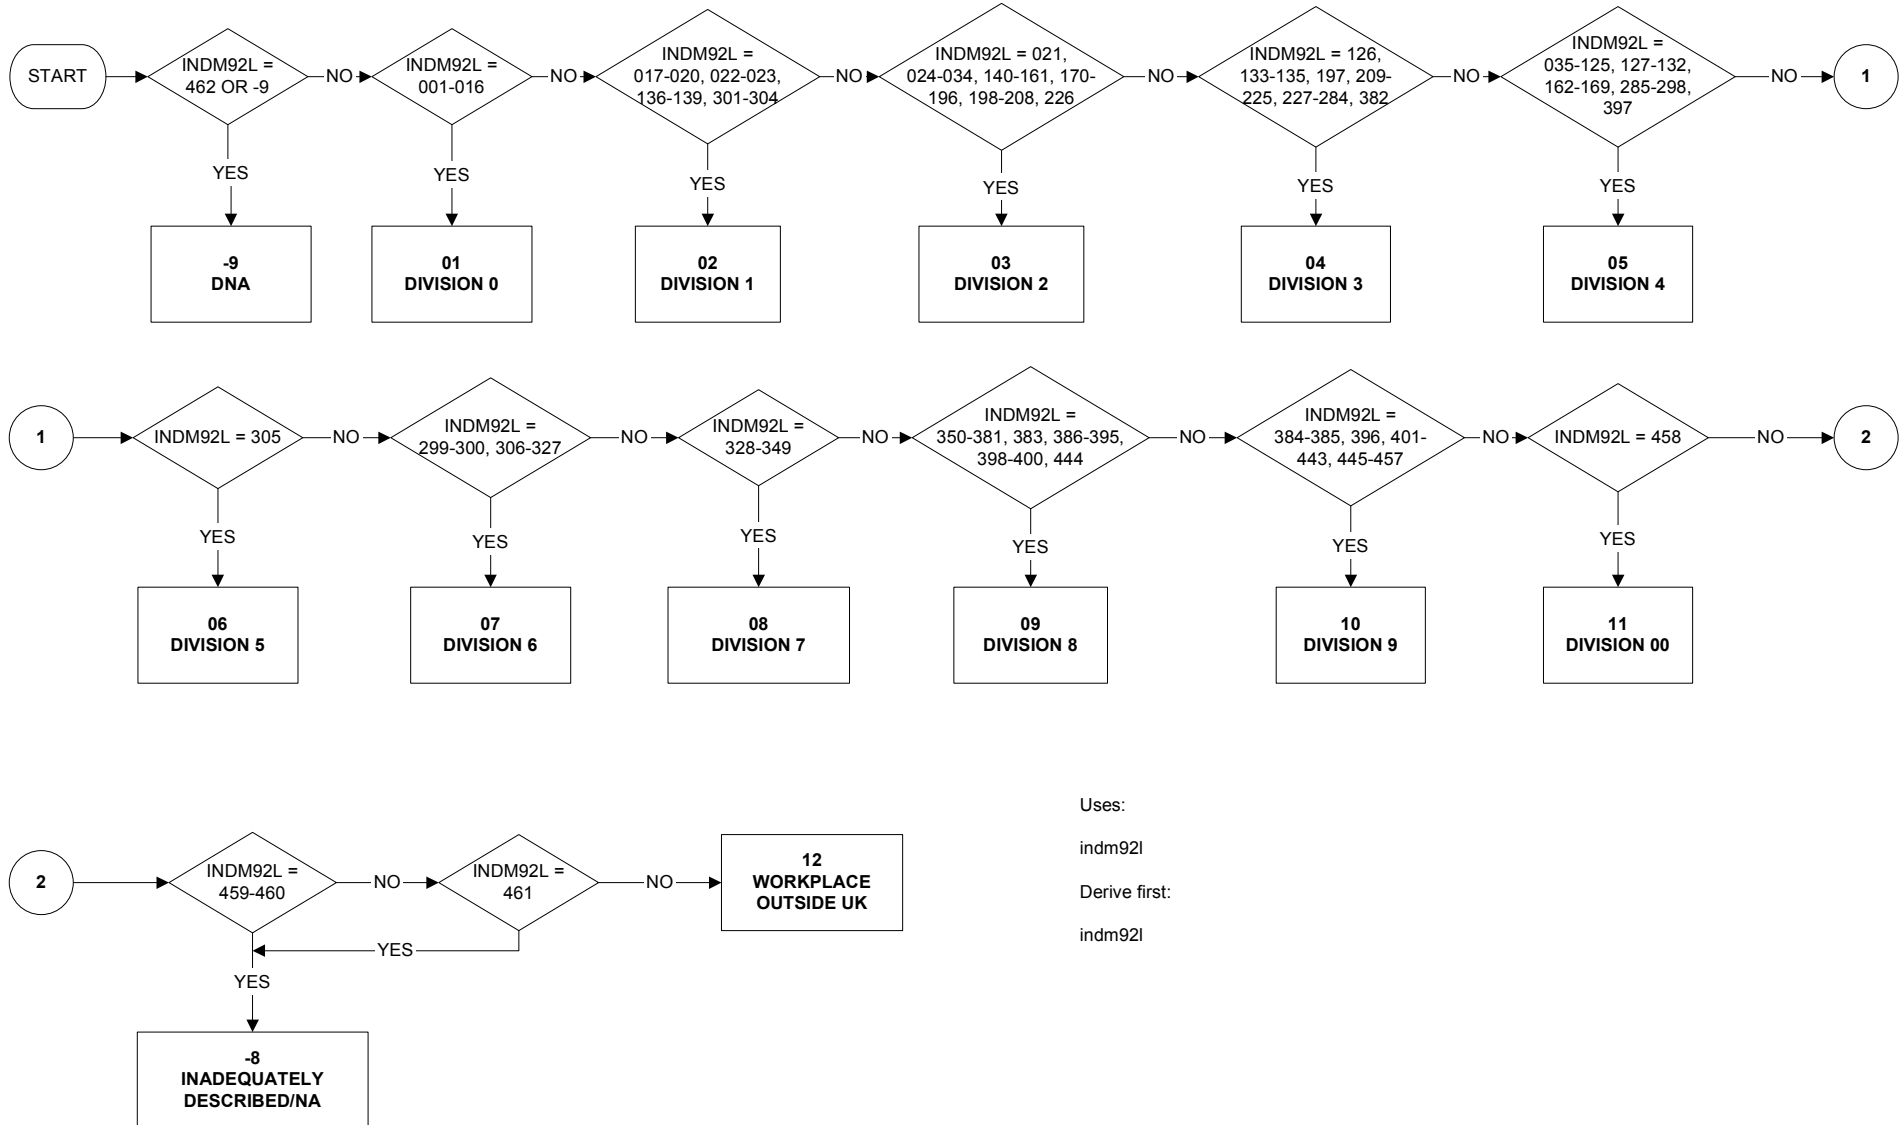 START
INDM92L =
462 OR -9
NO
INDM92L =
001-016
NO
INDM92L =
017-020, 022-023,
136-139, 301-304
NO
INDM92L = 021,
024-034, 140-161, 170-
196, 198-208, 226
NO
INDM92L = 126,
133-135, 197, 209-
225, 227-284, 382
NO
INDM92L =
035-125, 127-132,
162-169, 285-298,
397
NO
1
YES
YES
YES
YES
YES
YES
-9
DNA
01
DIVISION 0
02
DIVISION 1
03
DIVISION 2
04
DIVISION 3
05
DIVISION 4
1
INDM92L = 305
NO
INDM92L =
299-300, 306-327
NO
INDM92L =
328-349
NO
INDM92L =
350-381, 383, 386-395,
398-400, 444
NO
INDM92L =
384-385, 396, 401-
443, 445-457
NO
INDM92L = 458
NO
2
YES
YES
YES
YES
YES
YES
06
DIVISION 5
07
DIVISION 6
08
DIVISION 7
09
DIVISION 8
10
DIVISION 9
11
DIVISION 00
2
INDM92L =
459-460
NO
INDM92L =
461
NO
12
WORKPLACE
OUTSIDE UK
YES
YES
-8
INADEQUATELY
DESCRIBED/NA
Uses:
indm92l
Derive first:
indm92l